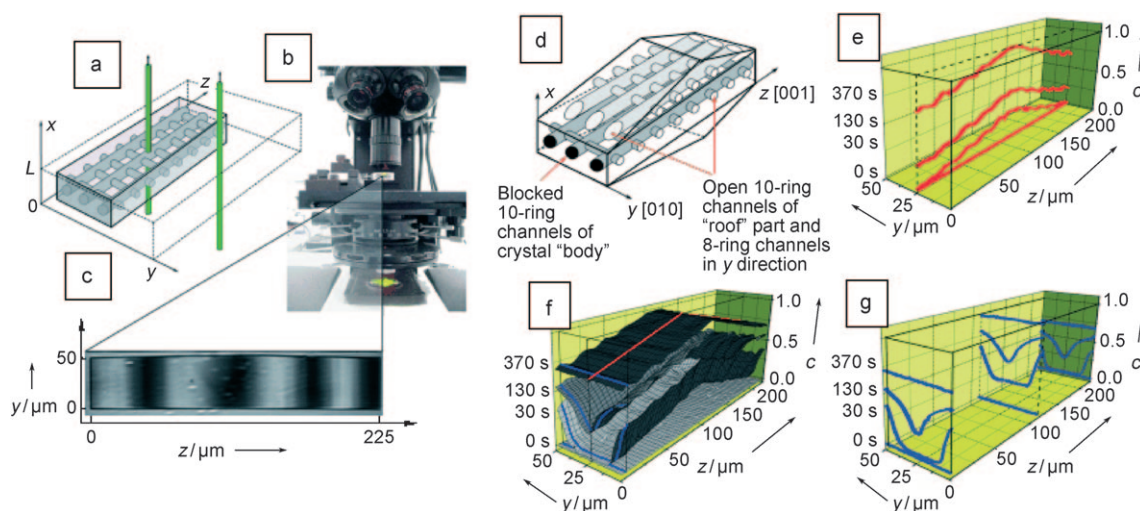 a
x
z
L
0
y
b
c
50
y/µm
0
0
225
z/µm
d
x
z [001]
y [010]
Blocked
10-ring
channels of
crystal “body”
Open 10-ring
channels of
“roof” part and
8-ring channels
in y direction
e
1.0
0.5
c
0.0
370 s
130 s
30 s
0 s
200
150
100
50
0
50
25
0
z/µm
y/µm
f
1.0
0.5
c
0.0
370 s
130 s
30 s
0 s
200
150
100
50
0
50
25
0
z/µm
y/µm
g
1.0
0.5
c
0.0
370 s
130 s
30 s
0 s
200
150
100
50
0
50
25
0
z/µm
y/µm